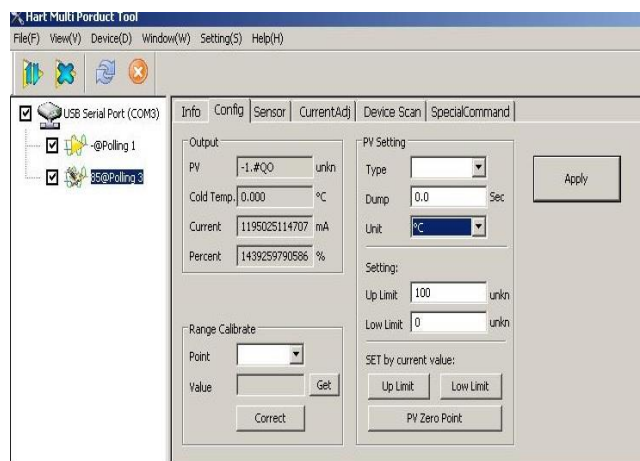 Hart Multi Porduct Tool
File(F) View(V) Device(D) Window(W) Setting(S) Help(H)
USB Serial Port (COM3)
-@Polling 1
85@Polling 3
Info Config Sensor CurrentAdj Device Scan SpecialCommand
Output
PV -1.#QO unkn
Cold Temp. 0.000 °C
Current 1195025114707 mA
Percent 1439259790586 %
Range Calibrate
Point
Value Get
Correct
PV Setting
Type
Dump 0.0 Sec
Unit °C
Setting:
Up Limit 100 unkn
Low Limit 0 unkn
SET by current value:
Up Limit Low Limit
PV Zero Point
Apply